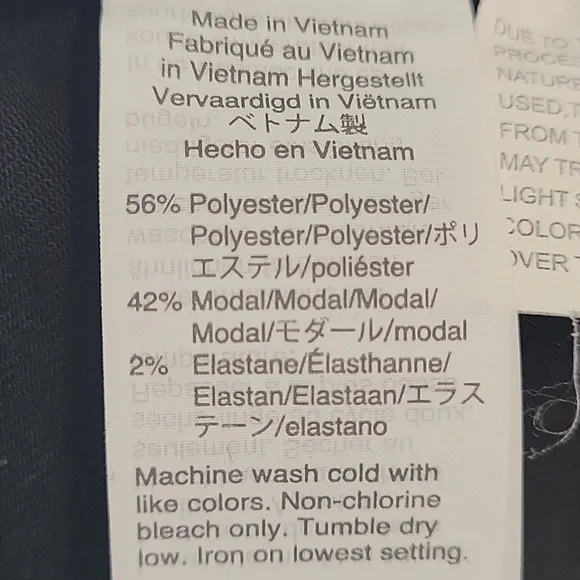 Made in Vietnam
Fabriqué au Vietnam
in Vietnam Hergestellt
Vervaardigd in Viëtnam
ベトナム製
Hecho en Vietnam
56% Polyester/Polyester/
Polyester/Polyester/ポリ
エステル/poliéster
42% Modal/Modal/Modal/
Modal/モダール/modal
2% Elastane/Élasthanne/
Elastan/Elastaan/エラス
テーン/elastano
Machine wash cold with
like colors. Non-chlorine
bleach only. Tumble dry
low. Iron on lowest setting.
DUE TO
PROCES
NATURE
USED,T
FROM T
MAY TR
LIGHT S
COLOR
OVER T